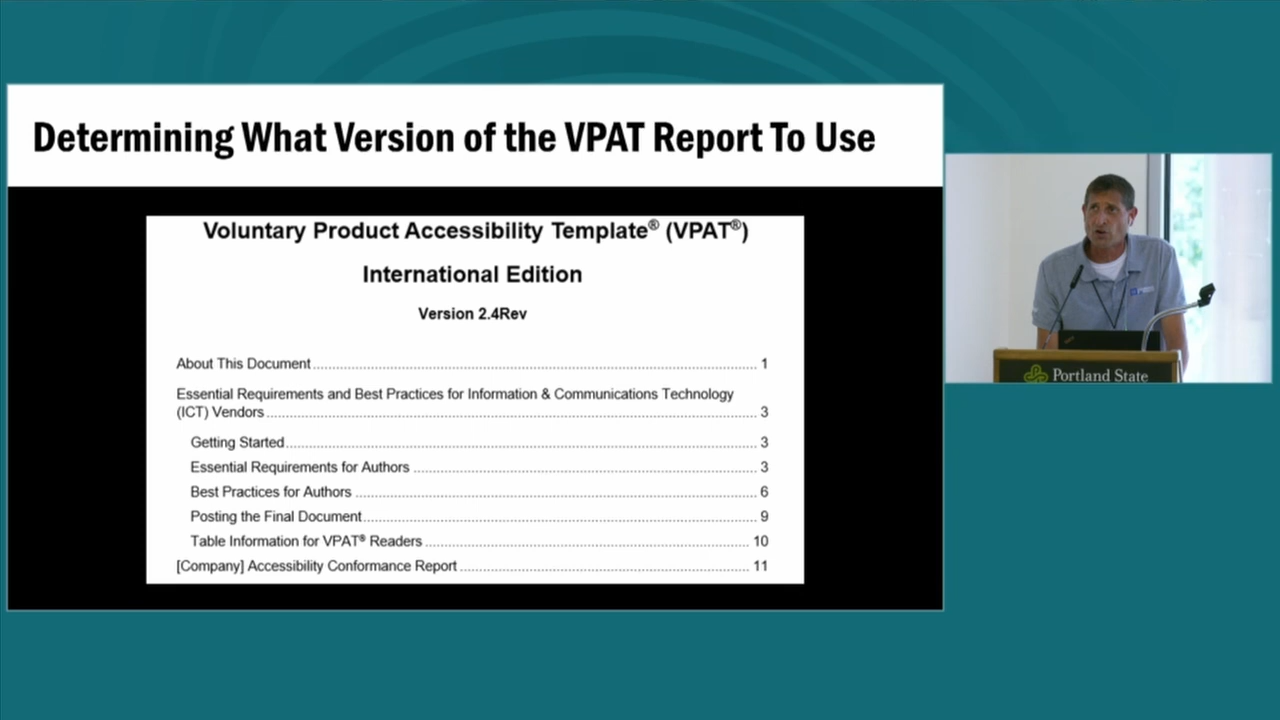 Determining What Version of the VPAT Report To Use
Voluntary Product Accessibility Template® (VPAT®)
International Edition
Version 2.4Rev
About This Document 1
Essential Requirements and Best Practices for Information & Communications Technology
(ICT) Vendors 3
Getting Started 3
Essential Requirements for Authors 3
Best Practices for Authors 6
Posting the Final Document 9
Table Information for VPAT® Readers 10
[Company] Accessibility Conformance Report 11
Portland State